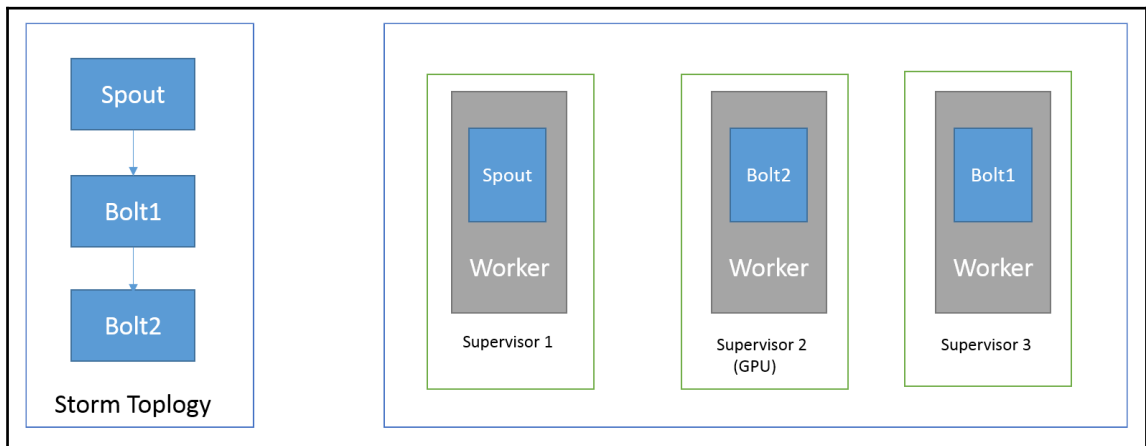 Spout
Bolt1
Bolt2
Storm Toplogy
Spout
Worker
Supervisor 1
Bolt2
Worker
Supervisor 2
(GPU)
Bolt1
Worker
Supervisor 3